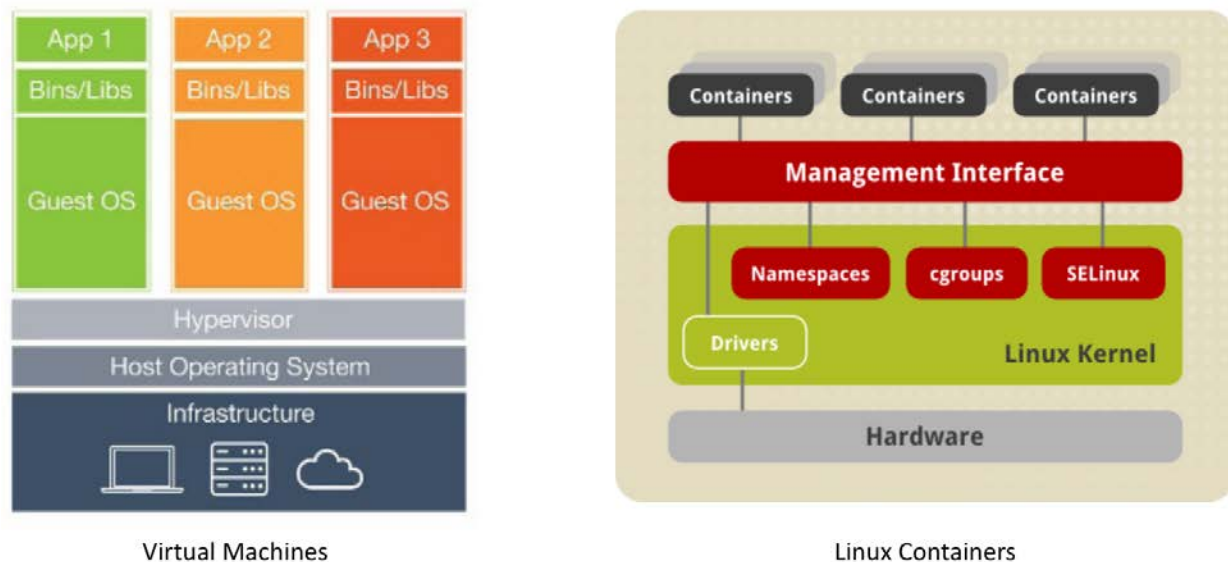 App 1
App 2
App 3
Bins/Libs
Bins/Libs
Bins/Libs
Guest OS
Guest OS
Guest OS
Hypervisor
Host Operating System
Infrastructure
Virtual Machines
Containers
Containers
Containers
Management Interface
Namespaces
cgroups
SELinux
Drivers
Linux Kernel
Hardware
Linux Containers